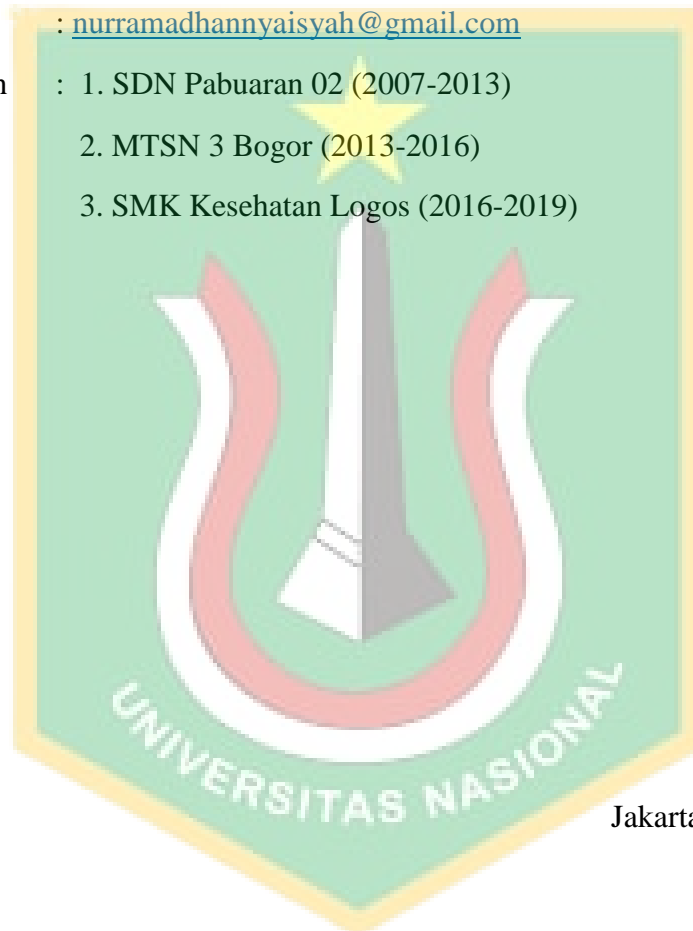 : nurramadhannyaisyah@gmail.com
n : 1. SDN Pabuaran 02 (2007-2013)
2. MTSN 3 Bogor (2013-2016)
3. SMK Kesehatan Logos (2016-2019)
UNIVERSITAS NASIONAL
Jakarta